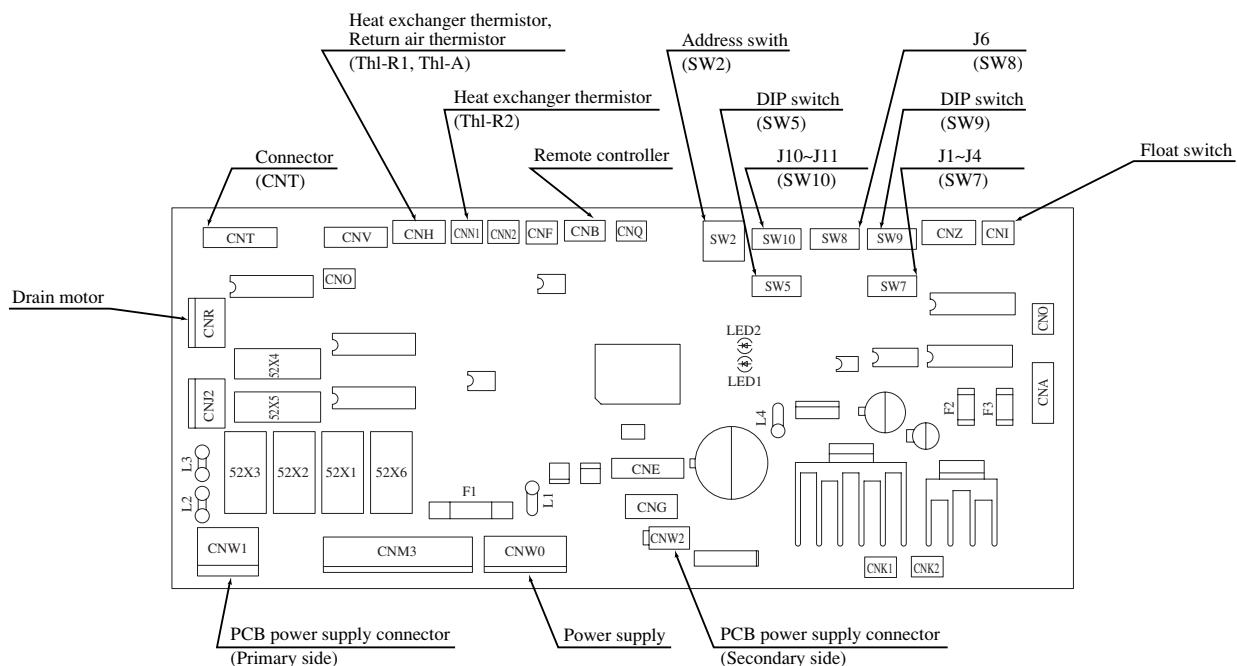 Heat exchanger thermistor,
Return air thermistor
(Thl-R1, Thl-A)
Address swith
(SW2)
J6
(SW8)
Heat exchanger thermistor
(Thl-R2)
DIP switch
(SW5)
DIP switch
(SW9)
Connector
(CNT)
Remote controller
J10~J11
(SW10)
J1~J4
(SW7)
Float switch
CNT
CNV
CNH
CNN1
CNN2
CNF
CNB
CNQ
SW2
SW10
SW8
SW9
CNZ
CNI
CNO
SW5
SW7
Drain motor
CNR
CNO
LED2
LED1
52X4
52X5
CNJ2
CNA
F2
F3
L4
L3
L2
52X3
52X2
52X1
52X6
CNE
F1
L1
CNG
CNW1
CNM3
CNW0
CNW2
CNK1
CNK2
PCB power supply connector
(Primary side)
Power supply
PCB power supply connector
(Secondary side)